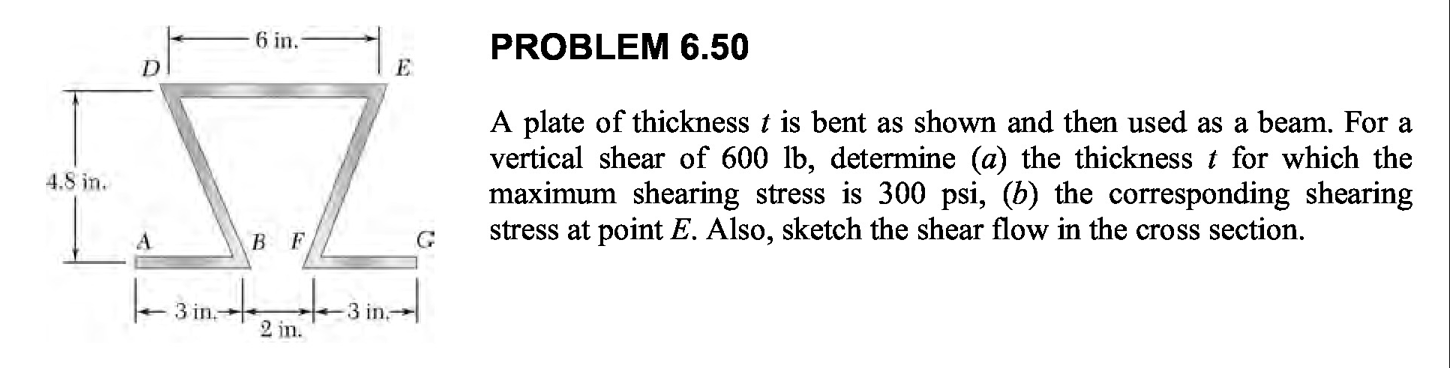 6 in.
PROBLEM 6.50
D
E
A plate of thickness t is bent as shown and then used as a beam. For a
vertical shear of 600 lb, determine (a) the thickness t for which the
4.8 in.
maximum shearing stress is 300 psi, (b) the corresponding shearing
stress at point E. Also, sketch the shear flow in the cross section.
A
B
F
G
3 in.
2 in.
3 in.